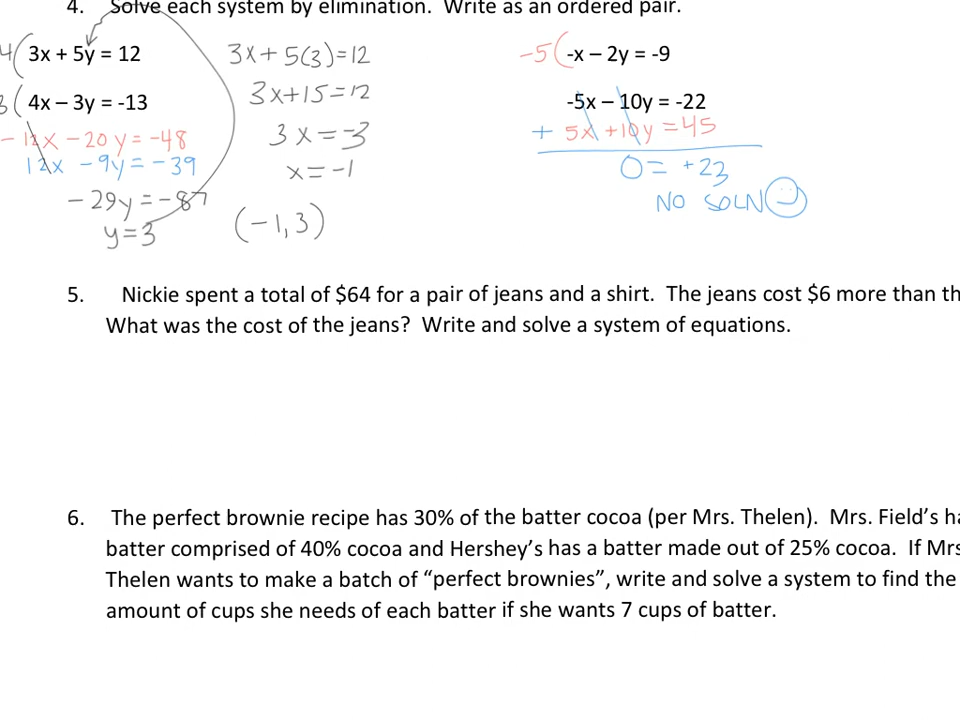 4. Solve each system by elimination. Write as an ordered pair.
4( 3x + 5y = 12
3( 4x – 3y = -13
- 12x - 20y = -48
12x - 9y = -39
- 29y = -87
y = 3
3x + 5(3) = 12
3x + 15 = 12
3x = -3
x = -1
(-1, 3)
-5( -x – 2y = -9
-5x – 10y = -22
+ 5x + 10y = 45
0 = +23
NO SOLN
5. Nickie spent a total of $64 for a pair of jeans and a shirt. The jeans cost $6 more than th
What was the cost of the jeans? Write and solve a system of equations.
6. The perfect brownie recipe has 30% of the batter cocoa (per Mrs. Thelen). Mrs. Field’s ha
batter comprised of 40% cocoa and Hershey’s has a batter made out of 25% cocoa. If Mrs
Thelen wants to make a batch of “perfect brownies”, write and solve a system to find the
amount of cups she needs of each batter if she wants 7 cups of batter.